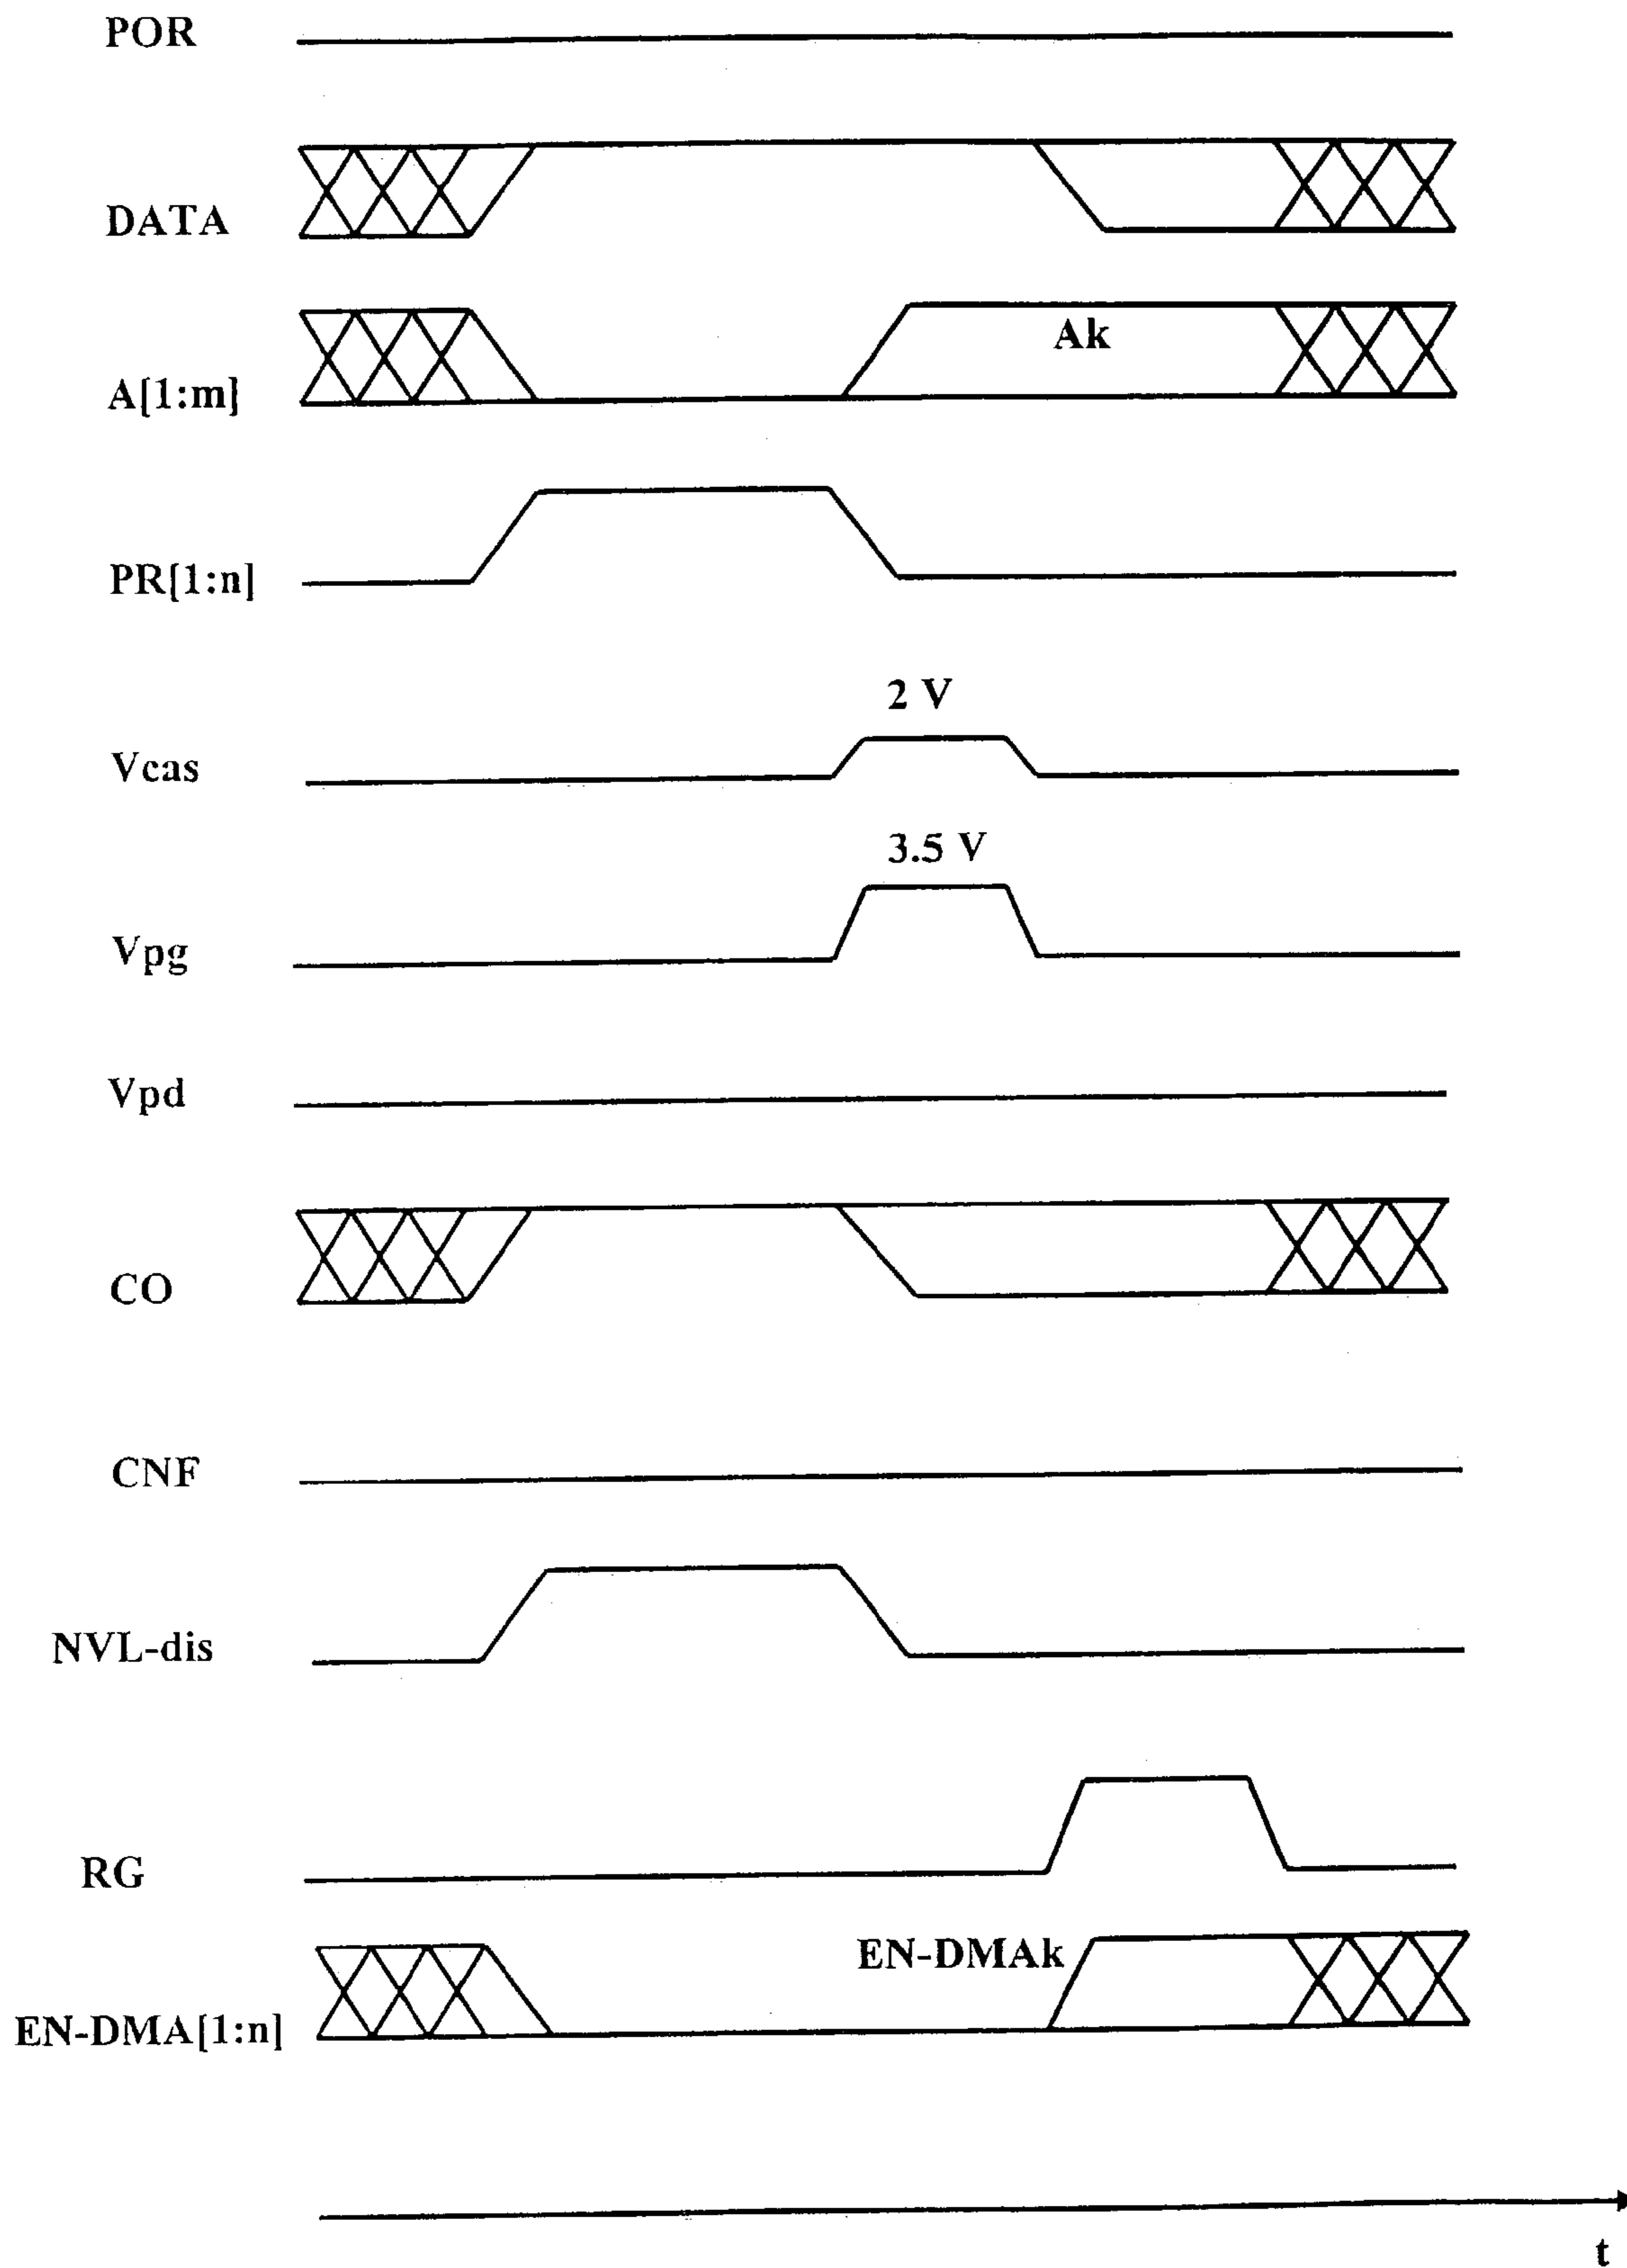 POR
DATA
Ak
A[1:m]
PR[1:n]
2 V
Vcas
3.5 V
Vpg
Vpd
CO
CNF
NVL-dis
RG
EN-DMAk
EN-DMA[1:n]
t